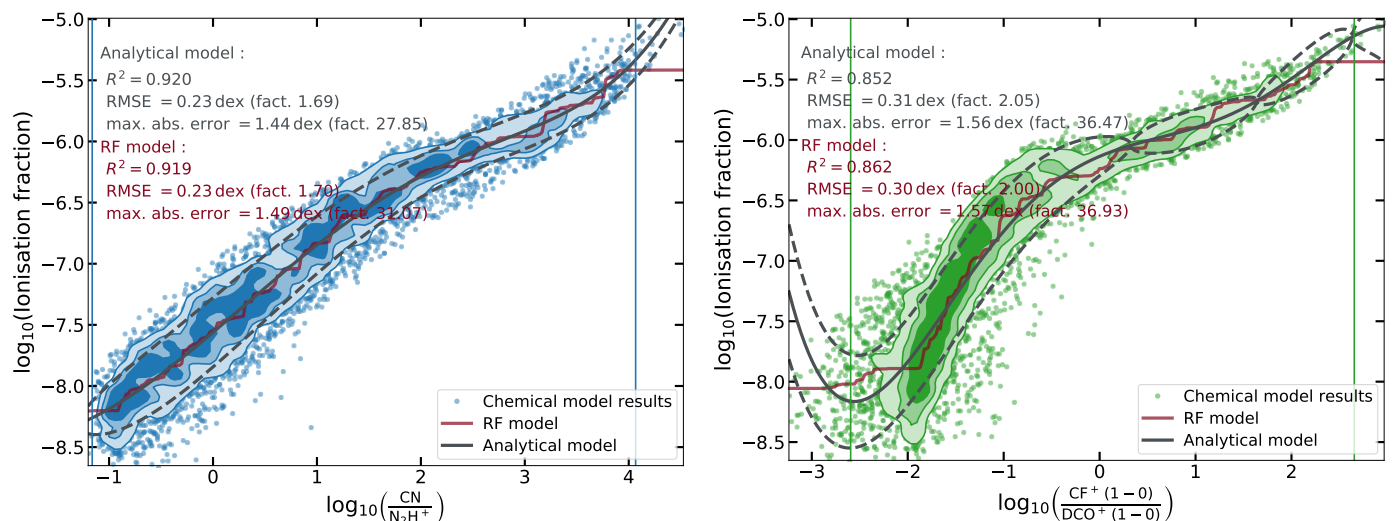 Analytical model :
R² = 0.920
RMSE = 0.23 dex (fact. 1.69)
max. abs. error = 1.44 dex (fact. 27.85)
RF model :
R² = 0.919
RMSE = 0.23 dex (fact. 1.70)
max. abs. error = 1.49 dex (fact. 31.07)
log₁₀(Ionisation fraction)
−5.0
−5.5
−6.0
−6.5
−7.0
−7.5
−8.0
−8.5
Chemical model results
RF model
Analytical model
−1 0 1 2 3 4
log₁₀(CN/N₂H⁺)
Analytical model :
R² = 0.852
RMSE = 0.31 dex (fact. 2.05)
max. abs. error = 1.56 dex (fact. 36.47)
RF model :
R² = 0.862
RMSE = 0.30 dex (fact. 2.00)
max. abs. error = 1.57 dex (fact. 36.93)
log₁₀(Ionisation fraction)
−5.0
−5.5
−6.0
−6.5
−7.0
−7.5
−8.0
−8.5
Chemical model results
RF model
Analytical model
−3 −2 −1 0 1 2
log₁₀(CF⁺ (1−0)/DCO⁺ (1−0))